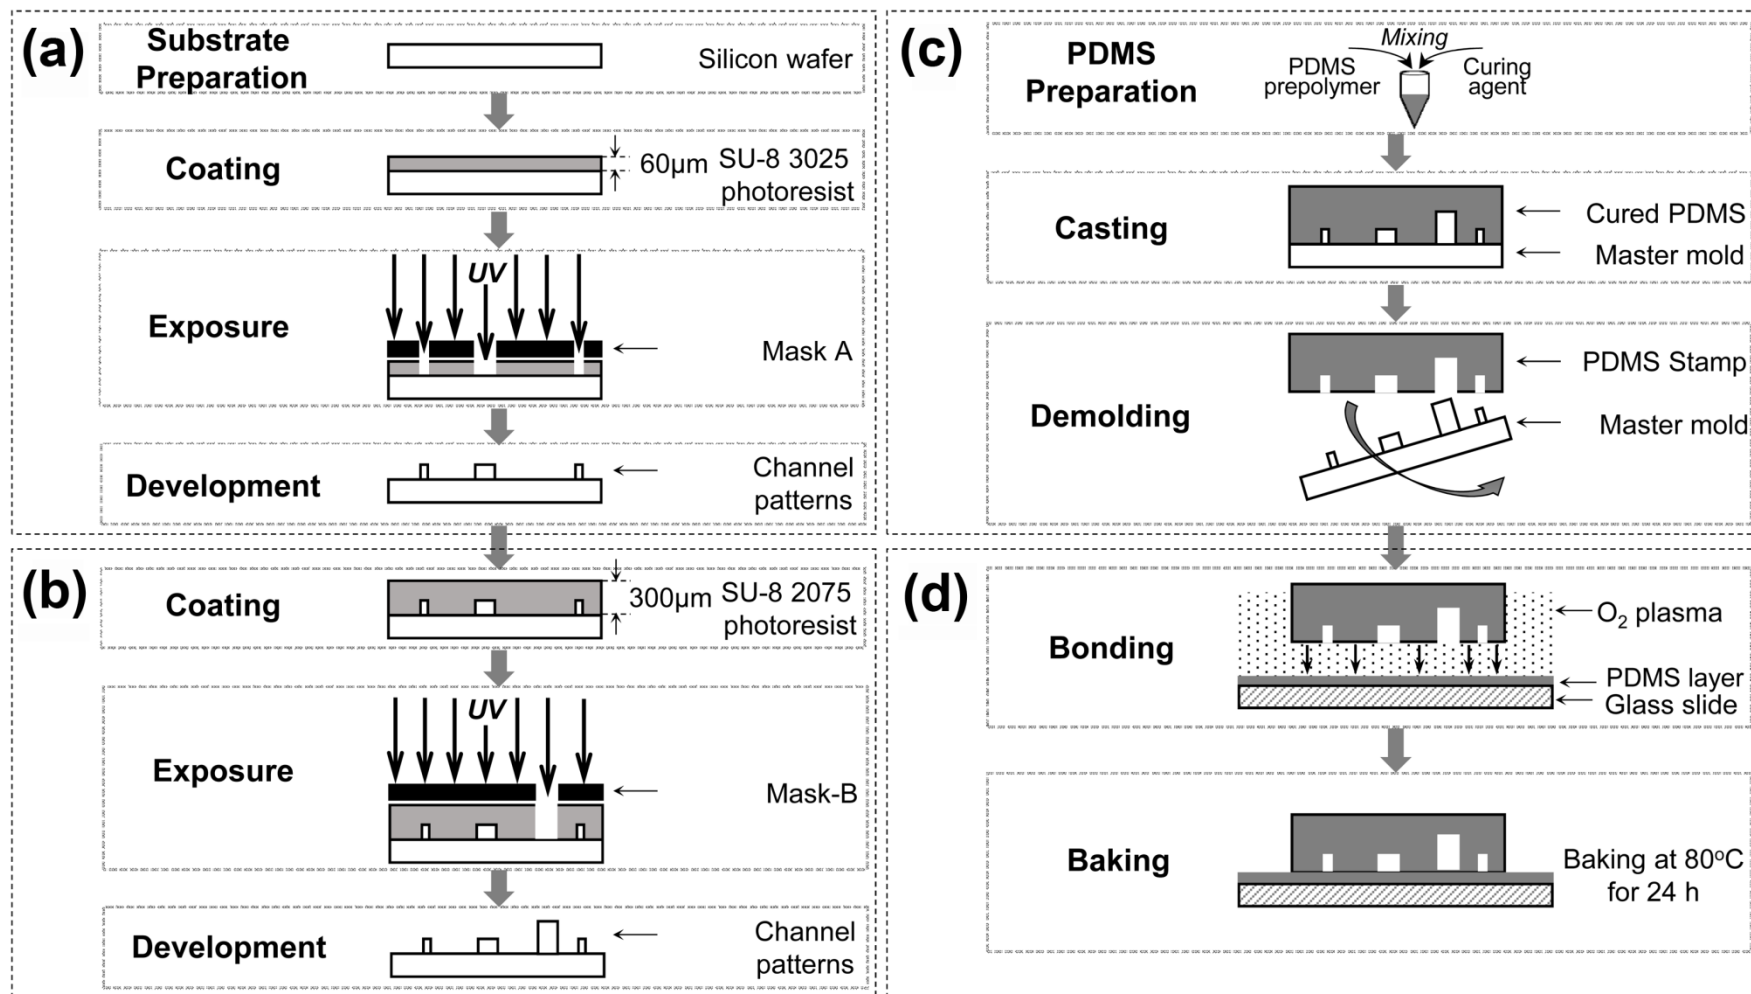 (a)
Substrate
Preparation
Silicon wafer
Coating
60µm
SU-8 3025
photoresist
Exposure
UV
Mask A
Development
Channel
patterns
(b)
Coating
300µm
SU-8 2075
photoresist
Exposure
UV
Mask-B
Development
Channel
patterns
(c)
PDMS
Preparation
Mixing
PDMS
prepolymer
Curing
agent
Casting
Cured PDMS
Master mold
Demolding
PDMS Stamp
Master mold
(d)
Bonding
O₂ plasma
PDMS layer
Glass slide
Baking
Baking at 80°C
for 24 h